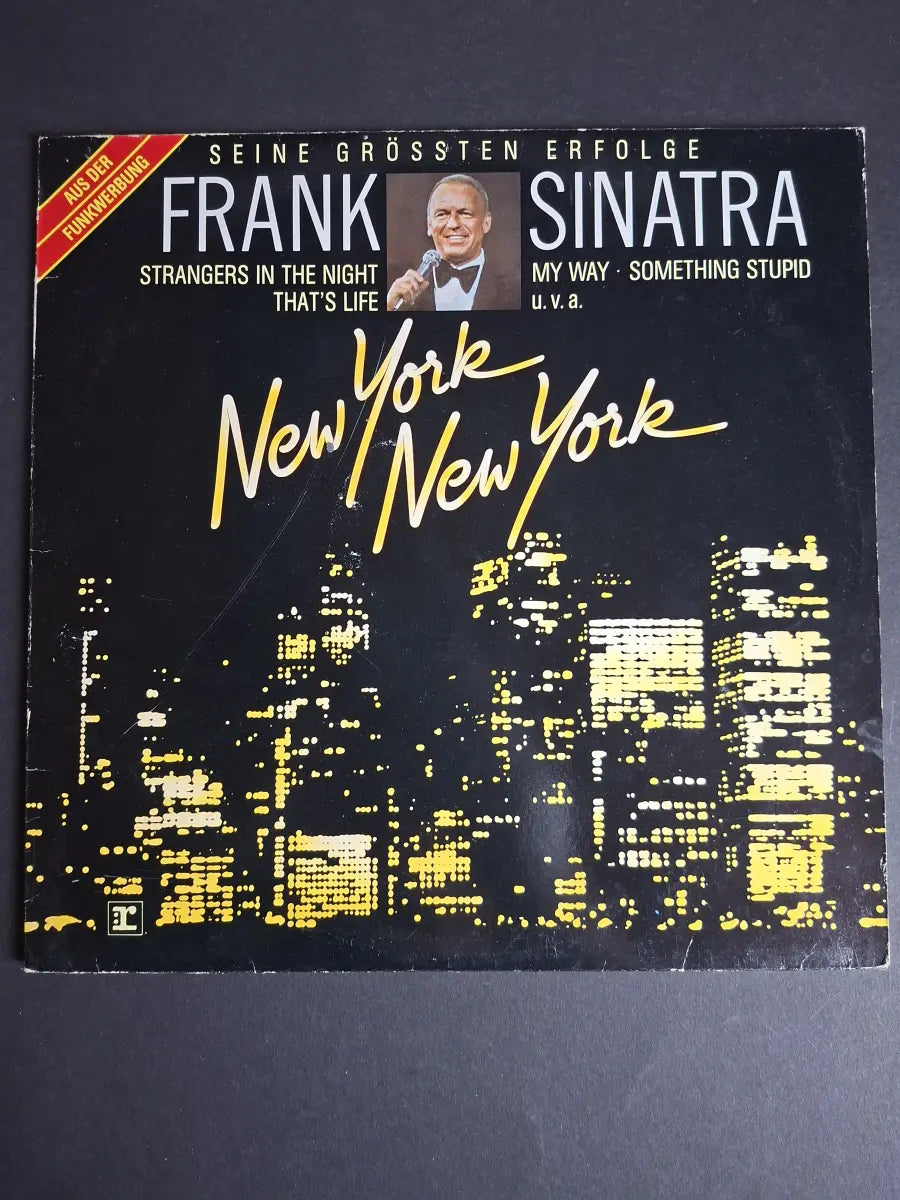 AUS DER
FUNKWERBUNG
SEINE GRÖSSTEN ERFOLGE
FRANK SINATRA
STRANGERS IN THE NIGHT
THAT'S LIFE
MY WAY · SOMETHING STUPID
u.v.a.
New York
New York
r